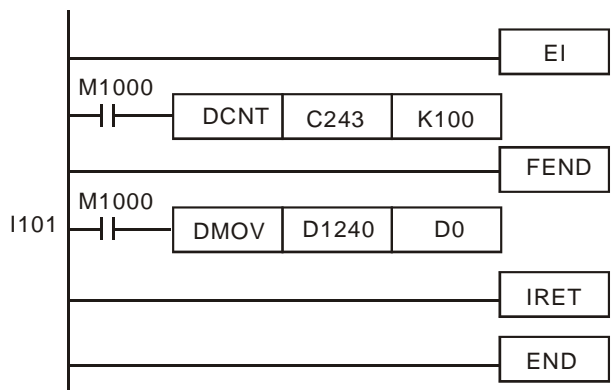 EI
M1000
DCNT C243 K100
FEND
M1000
I101 DMOV D1240 D0
IRET
END